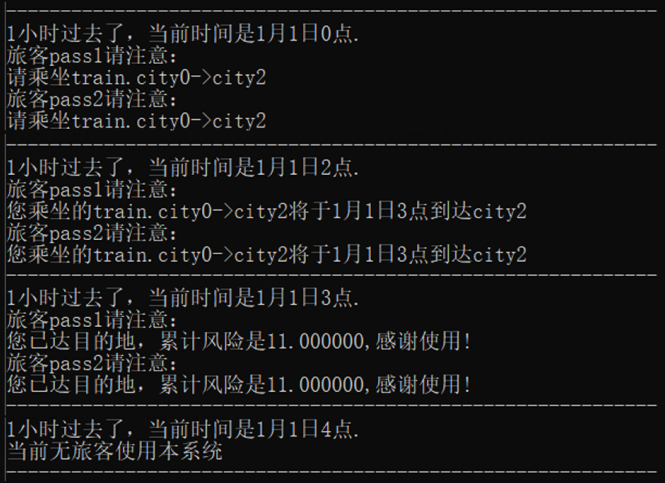 1小时过去了，当前时间是1月1日0点.
旅客pass1请注意：
请乘坐train.city0->city2
旅客pass2请注意：
请乘坐train.city0->city2
1小时过去了，当前时间是1月1日2点.
旅客pass1请注意：
您乘坐的train.city0->city2将于1月1日3点到达city2
旅客pass2请注意：
您乘坐的train.city0->city2将于1月1日3点到达city2
1小时过去了，当前时间是1月1日3点.
旅客pass1请注意：
您已达目的地，累计风险是11.000000,感谢使用!
旅客pass2请注意：
您已达目的地，累计风险是11.000000,感谢使用!
1小时过去了，当前时间是1月1日4点.
当前无旅客使用本系统